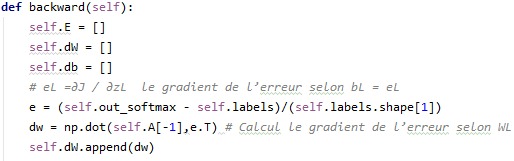 def backward(self):
    self.E = []
    self.dW = []
    self.db = []
    # eL =∂J / ∂zL  le gradient de l’erreur selon bL = eL
    e = (self.out_softmax - self.labels)/(self.labels.shape[1])
    dw = np.dot(self.A[-1],e.T) # Calcul le gradient de l’erreur selon WL
    self.dW.append(dw)